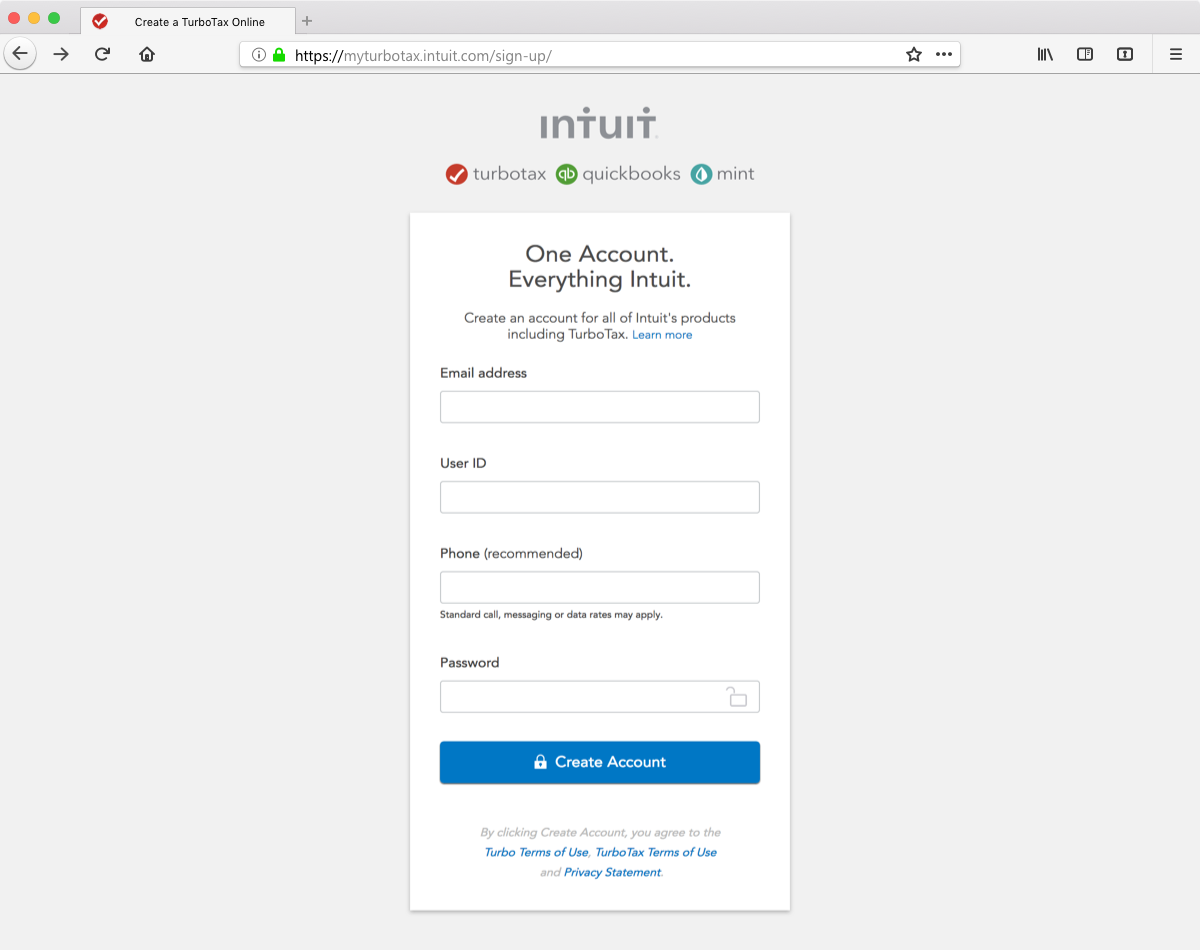 Create a TurboTax Online
https://myturbotax.intuit.com/sign-up/
intuit
turbotax qb quickbooks mint
One Account.
Everything Intuit.
Create an account for all of Intuit's products
including TurboTax. Learn more
Email address
User ID
Phone (recommended)
Standard call, messaging or data rates may apply.
Password
Create Account
By clicking Create Account, you agree to the
Turbo Terms of Use, TurboTax Terms of Use
and Privacy Statement.